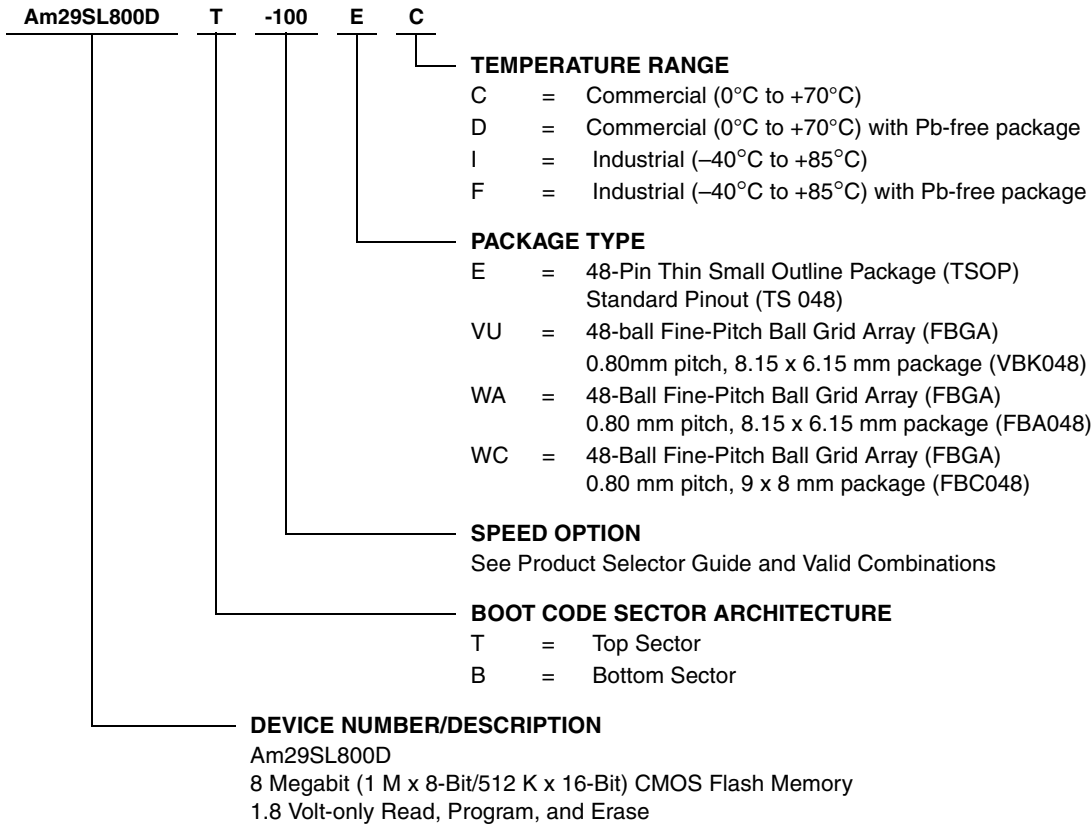 Am29SL800D T -100 E C
TEMPERATURE RANGE
C = Commercial (0°C to +70°C)
D = Commercial (0°C to +70°C) with Pb-free package
I = Industrial (–40°C to +85°C)
F = Industrial (–40°C to +85°C) with Pb-free package
PACKAGE TYPE
E = 48-Pin Thin Small Outline Package (TSOP)
Standard Pinout (TS 048)
VU = 48-ball Fine-Pitch Ball Grid Array (FBGA)
0.80mm pitch, 8.15 x 6.15 mm package (VBK048)
WA = 48-Ball Fine-Pitch Ball Grid Array (FBGA)
0.80 mm pitch, 8.15 x 6.15 mm package (FBA048)
WC = 48-Ball Fine-Pitch Ball Grid Array (FBGA)
0.80 mm pitch, 9 x 8 mm package (FBC048)
SPEED OPTION
See Product Selector Guide and Valid Combinations
BOOT CODE SECTOR ARCHITECTURE
T = Top Sector
B = Bottom Sector
DEVICE NUMBER/DESCRIPTION
Am29SL800D
8 Megabit (1 M x 8-Bit/512 K x 16-Bit) CMOS Flash Memory
1.8 Volt-only Read, Program, and Erase